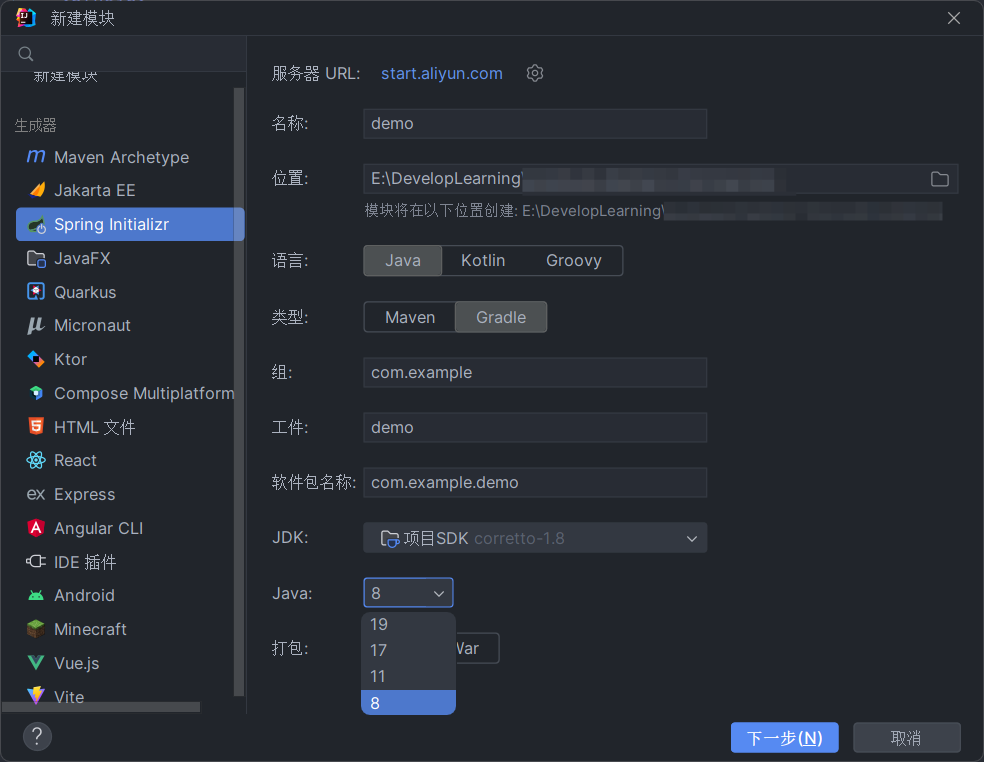 新建模块
新建模块
生成器
Maven Archetype
Jakarta EE
Spring Initializr
JavaFX
Quarkus
Micronaut
Ktor
Compose Multiplatform
HTML 文件
React
Express
Angular CLI
IDE 插件
Android
Minecraft
Vue.js
Vite
服务器 URL: start.aliyun.com
名称: demo
位置: E:\DevelopLearning\
模块将在以下位置创建: E:\DevelopLearning\
语言: Java Kotlin Groovy
类型: Maven Gradle
组: com.example
工件: demo
软件包名称: com.example.demo
JDK: 项目SDK corretto-1.8
Java: 8
19
17
11
8
打包: War
? 下一步(N) 取消